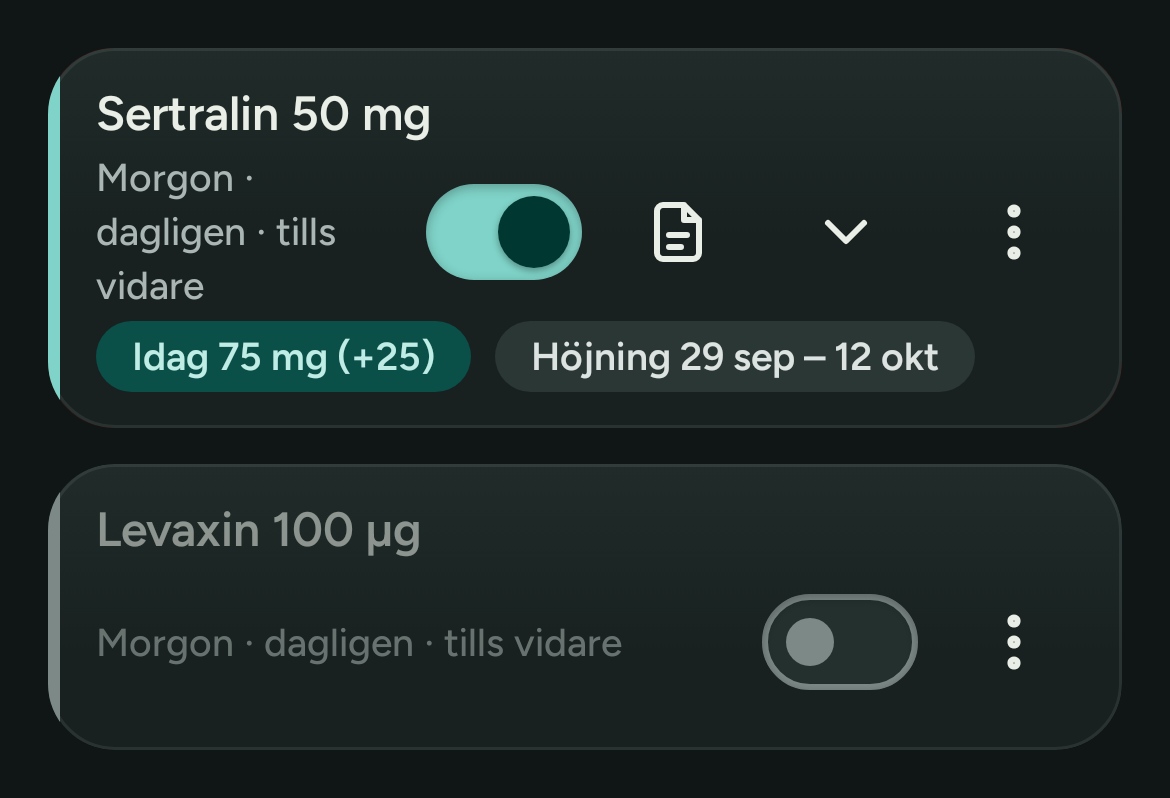 Sertralin 50 mg
Morgon ·
dagligen · tills
vidare
Idag 75 mg (+25)
Höjning 29 sep – 12 okt
Levaxin 100 µg
Morgon · dagligen · tills vidare